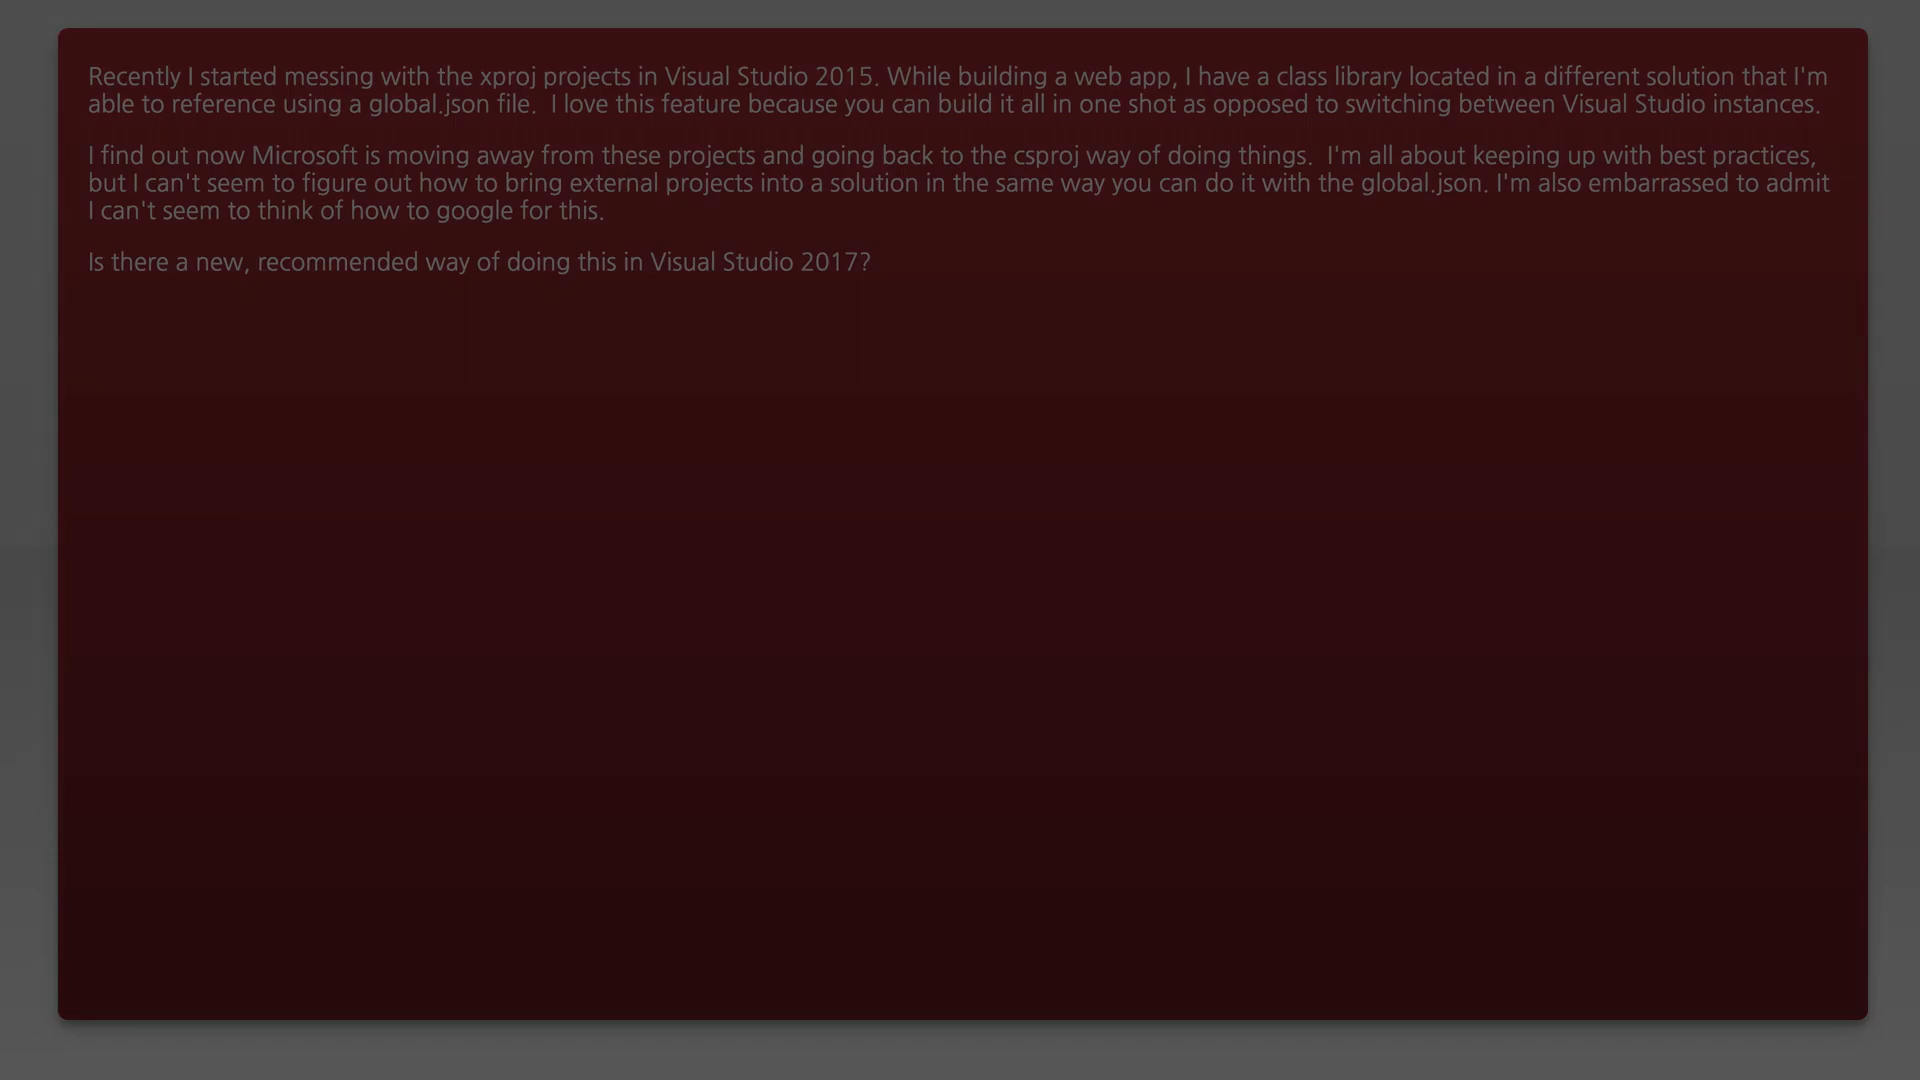 Recently I started messing with the xproj projects in Visual Studio 2015. While building a web app, I have a class library located in a different solution that I'm
able to reference using a global.json file.  I love this feature because you can build it all in one shot as opposed to switching between Visual Studio instances.
I find out now Microsoft is moving away from these projects and going back to the csproj way of doing things.  I'm all about keeping up with best practices,
but I can't seem to figure out how to bring external projects into a solution in the same way you can do it with the global.json. I'm also embarrassed to admit
I can't seem to think of how to google for this.
Is there a new, recommended way of doing this in Visual Studio 2017?